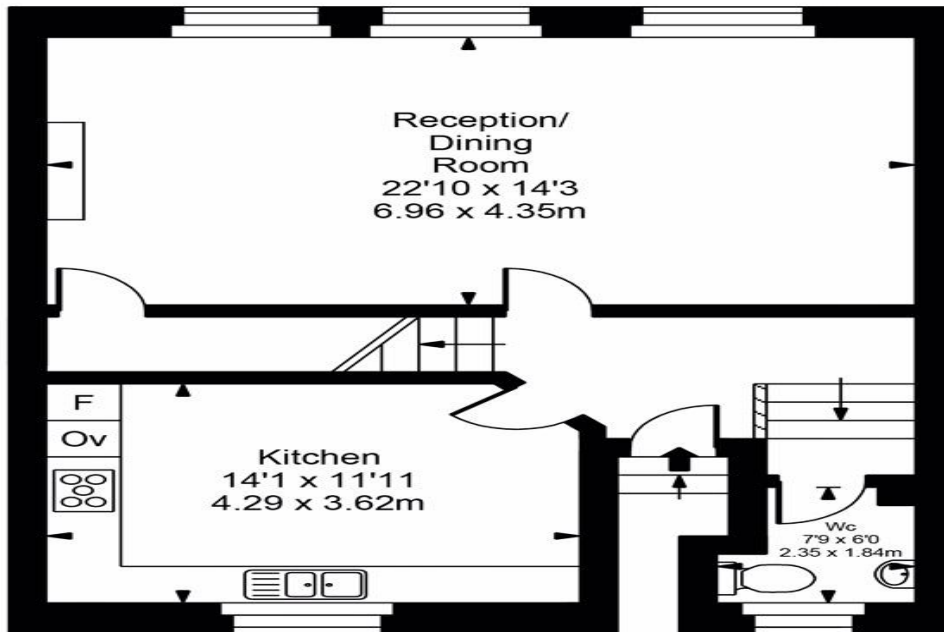 Reception/
Dining
Room
22'10 x 14'3
6.96 x 4.35m
F
Ov
Kitchen
14'1 x 11'11
4.29 x 3.62m
Wc
7'9 x 6'0
2.35 x 1.84m